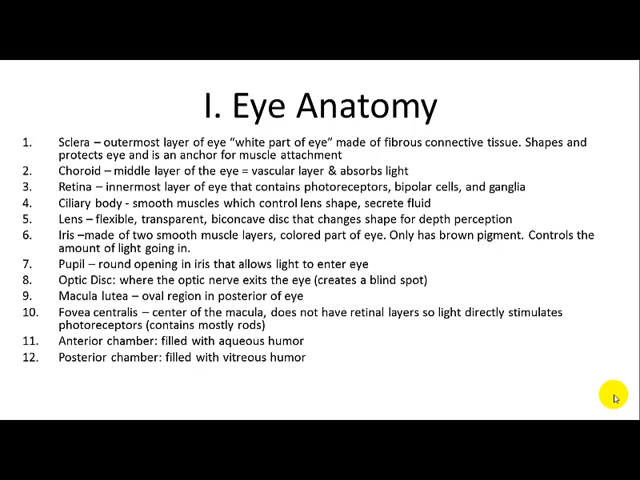 I. Eye Anatomy
1. Sclera – outermost layer of eye “white part of eye” made of fibrous connective tissue. Shapes and
protects eye and is an anchor for muscle attachment
2. Choroid – middle layer of the eye = vascular layer & absorbs light
3. Retina – innermost layer of eye that contains photoreceptors, bipolar cells, and ganglia
4. Ciliary body - smooth muscles which control lens shape, secrete fluid
5. Lens – flexible, transparent, biconcave disc that changes shape for depth perception
6. Iris –made of two smooth muscle layers, colored part of eye. Only has brown pigment. Controls the
amount of light going in.
7. Pupil – round opening in iris that allows light to enter eye
8. Optic Disc: where the optic nerve exits the eye (creates a blind spot)
9. Macula lutea – oval region in posterior of eye
10. Fovea centralis – center of the macula, does not have retinal layers so light directly stimulates
photoreceptors (contains mostly rods)
11. Anterior chamber: filled with aqueous humor
12. Posterior chamber: filled with vitreous humor